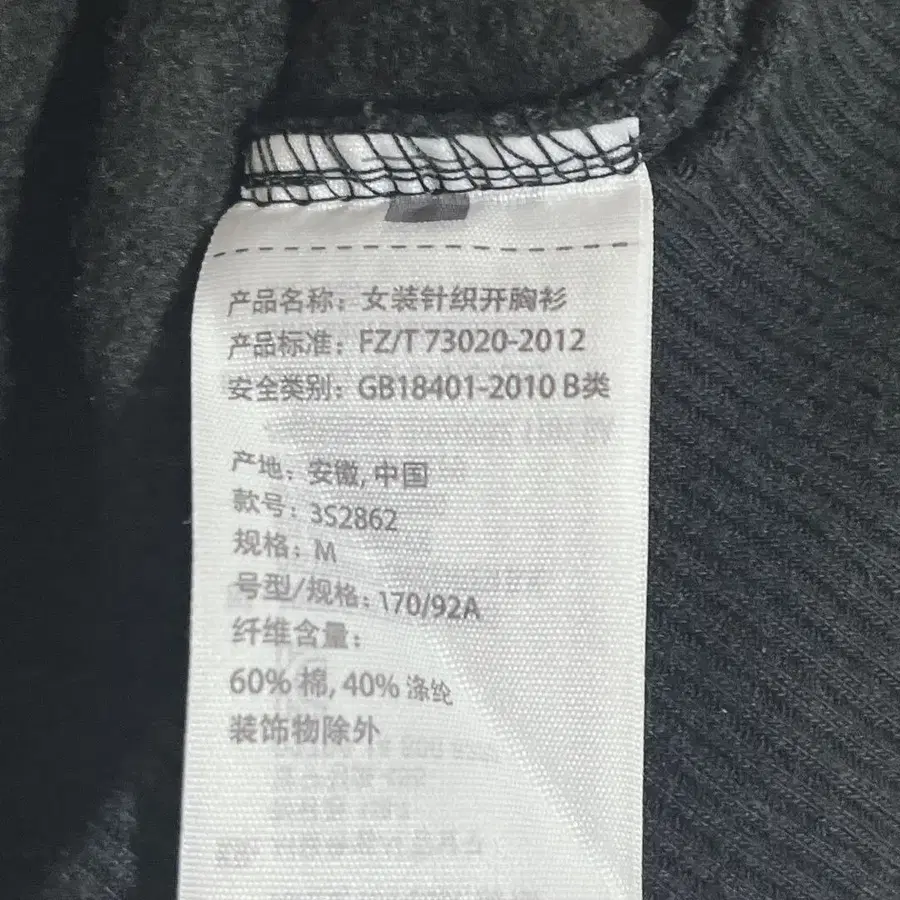 产品名称：女装针织开胸衫
产品标准：FZ/T 73020-2012
安全类别：GB18401-2010 B类
产地：安徽,中国
款号：3S2862
规格：M
号型/规格：170/92A
纤维含量：
60% 棉, 40% 涤纶
装饰物除外